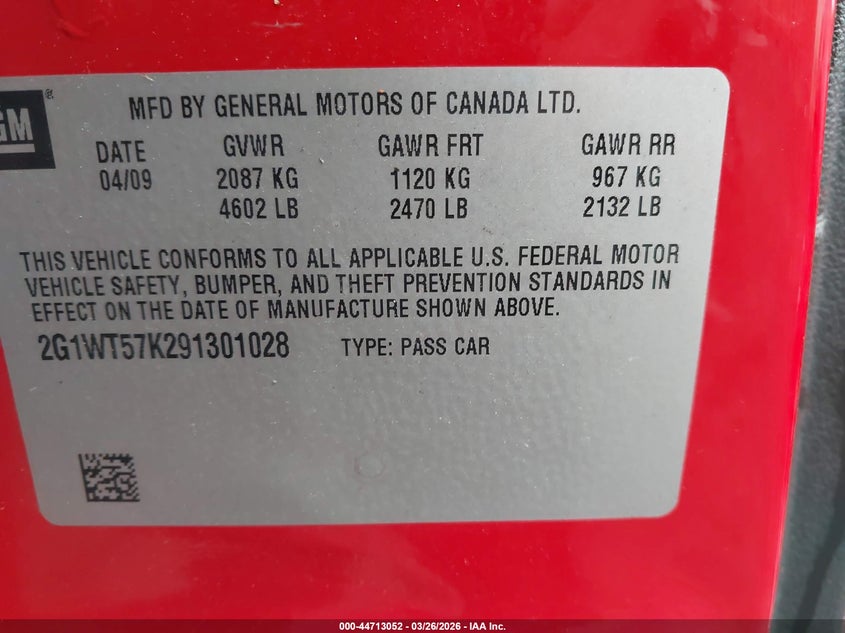 GM®
MFD BY GENERAL MOTORS OF CANADA LTD.
DATE GVWR GAWR FRT GAWR RR
04/09 2087 KG 1120 KG 967 KG
4602 LB 2470 LB 2132 LB
THIS VEHICLE CONFORMS TO ALL APPLICABLE U.S. FEDERAL MOTOR
VEHICLE SAFETY, BUMPER, AND THEFT PREVENTION STANDARDS IN
EFFECT ON THE DATE OF MANUFACTURE SHOWN ABOVE.
2G1WT57K291301028 TYPE: PASS CAR
000-44713052 — 03/26/2026 — IAA Inc.